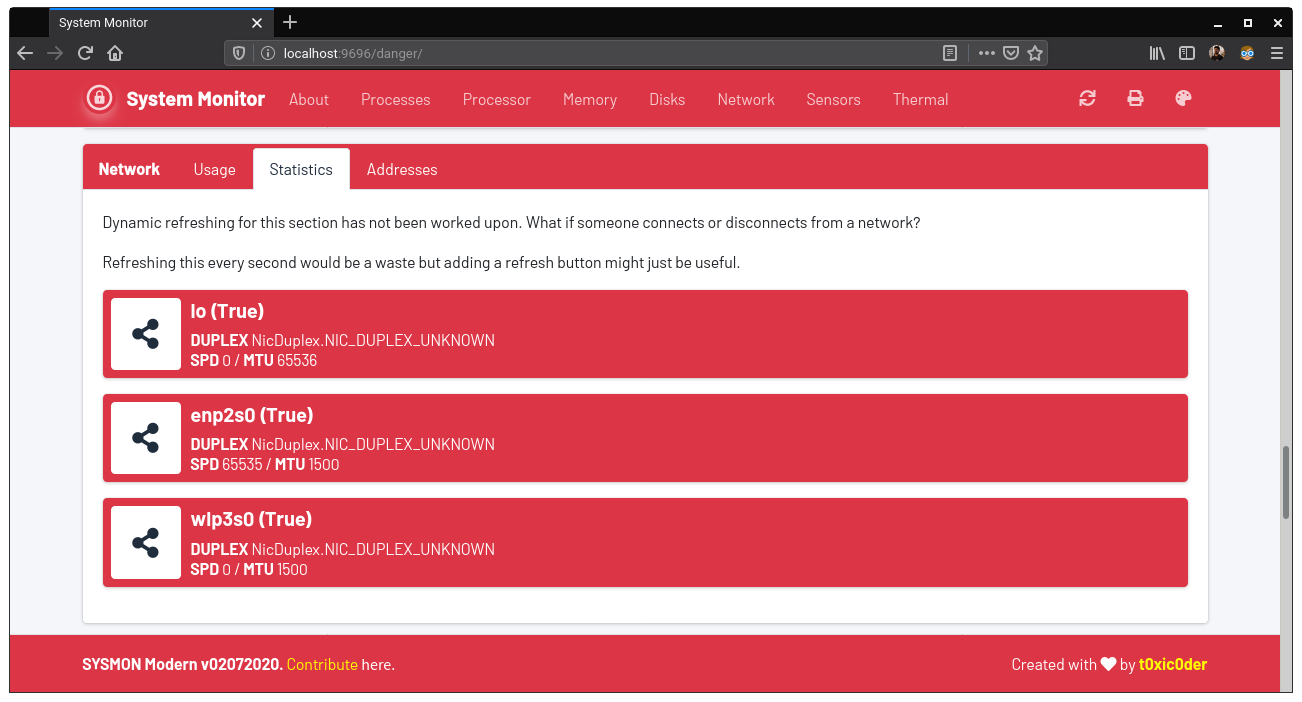 System Monitor
localhost:9696/danger/
System Monitor About Processes Processor Memory Disks Network Sensors Thermal
Network Usage Statistics Addresses
Dynamic refreshing for this section has not been worked upon. What if someone connects or disconnects from a network?
Refreshing this every second would be a waste but adding a refresh button might just be useful.
lo (True)
DUPLEX NicDuplex.NIC_DUPLEX_UNKNOWN
SPD 0 / MTU 65536
enp2s0 (True)
DUPLEX NicDuplex.NIC_DUPLEX_UNKNOWN
SPD 65535 / MTU 1500
wlp3s0 (True)
DUPLEX NicDuplex.NIC_DUPLEX_UNKNOWN
SPD 0 / MTU 1500
SYSMON Modern v02072020. Contribute here.
Created with ♥ by t0xic0der